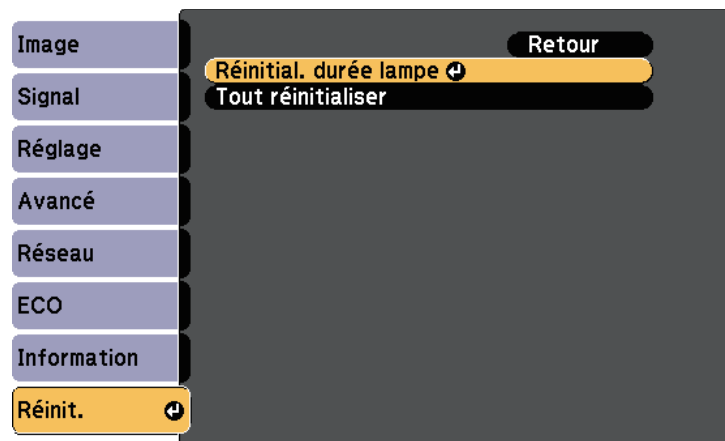 Image
Signal
Réglage
Avancé
Réseau
ECO
Information
Réinit.
Retour
Réinitial. durée lampe
Tout réinitialiser